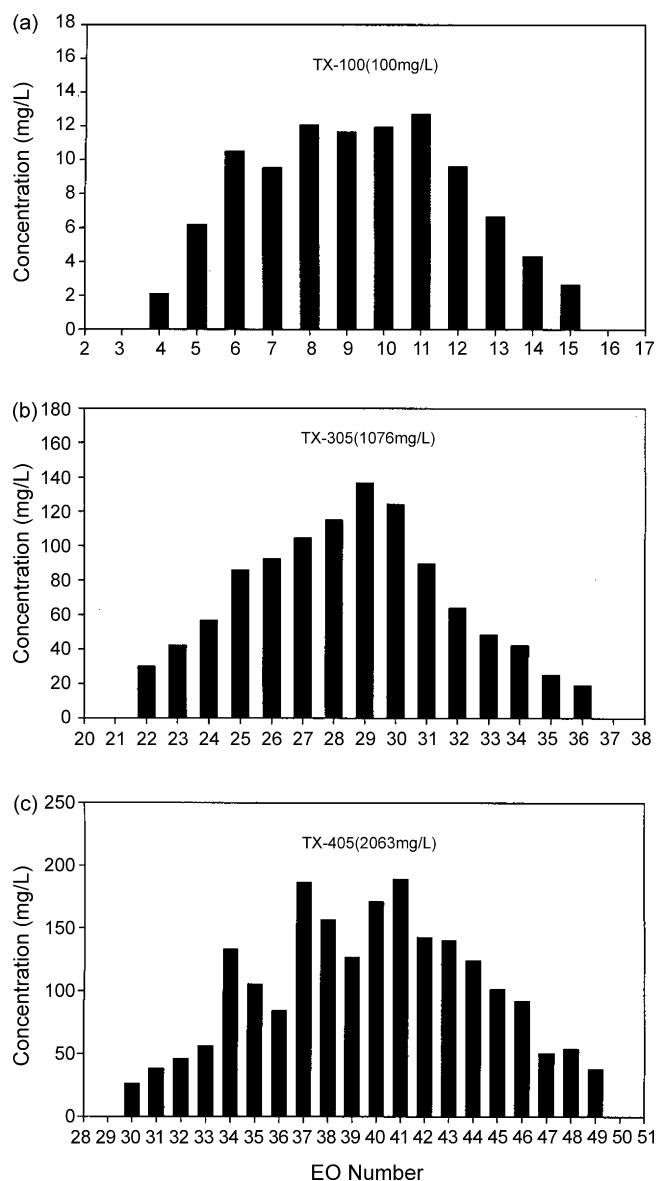 (a)
18
16
14
12
10
8
6
4
2
0
Concentration (mg/L)
TX-100(100mg/L)
2 3 4 5 6 7 8 9 10 11 12 13 14 15 16 17
(b)
180
160
140
120
100
80
60
40
20
0
Concentration (mg/L)
TX-305(1076mg/L)
20 21 22 23 24 25 26 27 28 29 30 31 32 33 34 35 36 37 38
(c)
250
200
150
100
50
0
Concentration (mg/L)
TX-405(2063mg/L)
28 29 30 31 32 33 34 35 36 37 38 39 40 41 42 43 44 45 46 47 48 49 50 51
EO Number